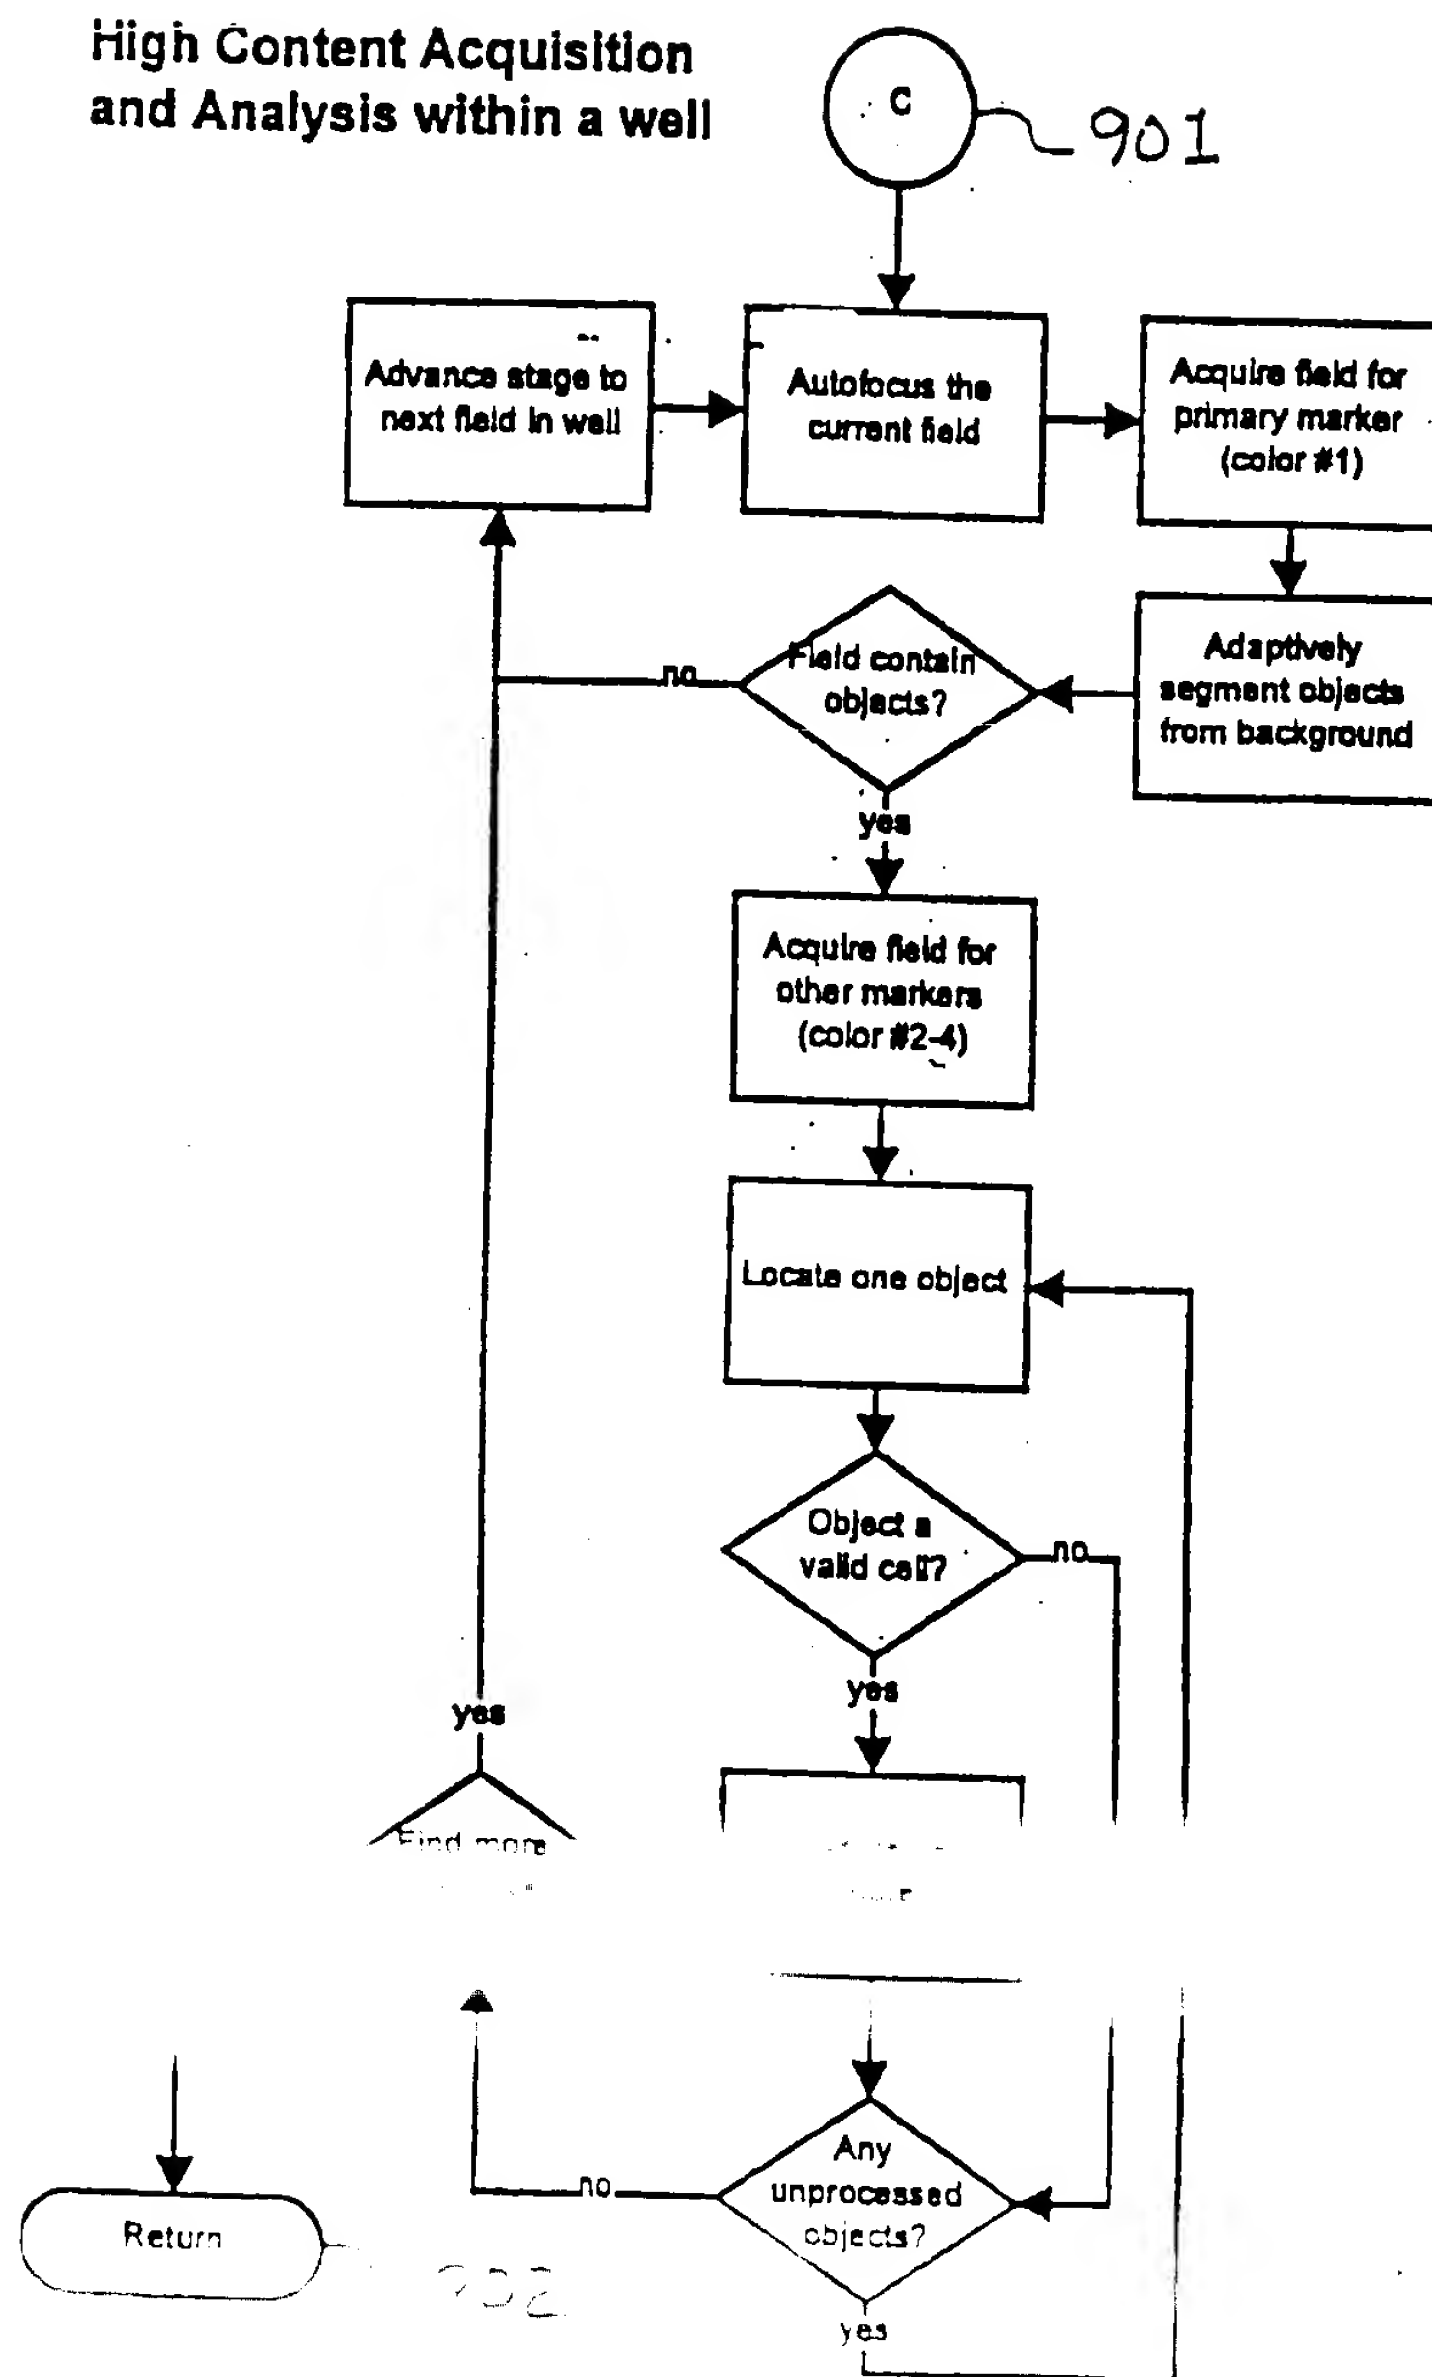 High Content Acquisition
and Analysis within a well
C
901
Advance stage to
next field in well
Autofocus the
current field
Acquire field for
primary marker
(color #1)
Adaptively
segment objects
from background
Field contain
objects?
no
yes
Acquire field for
other markers
(color #2-4)
Locate one object
Object a
valid cell?
no
yes
yes
Find more
Any
unprocessed
objects?
no
Return
902
yes